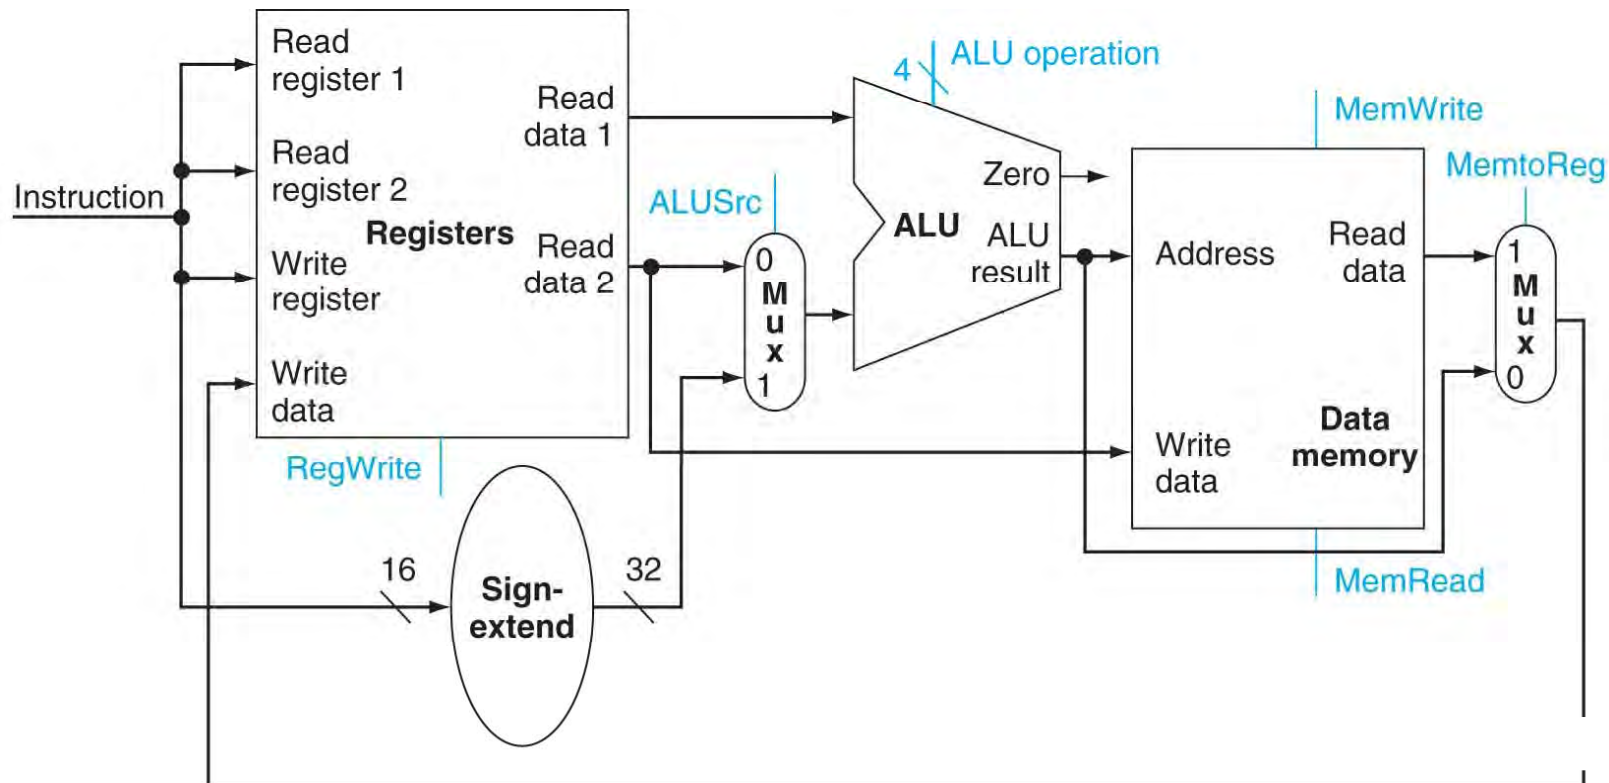 Instruction
Read
register 1
Read
register 2
Write
register
Write
data
Registers
Read
data 1
Read
data 2
RegWrite
16
Sign-
extend
32
ALUSrc
0
M
u
x
1
4
ALU operation
ALU
Zero
ALU
result
MemWrite
Address
Read
data
Write
data
Data
memory
MemRead
MemtoReg
1
M
u
x
0